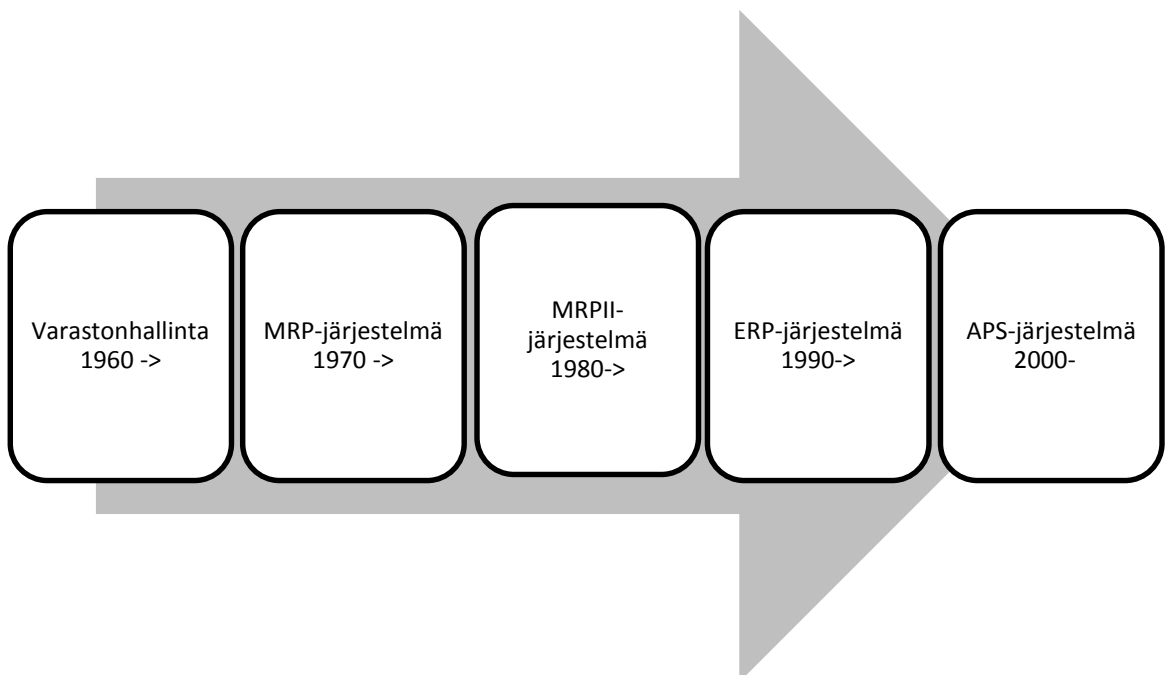 Varastonhallinta
1960 ->
MRP-järjestelmä
1970 ->
MRPII-
järjestelmä
1980->
ERP-järjestelmä
1990->
APS-järjestelmä
2000-